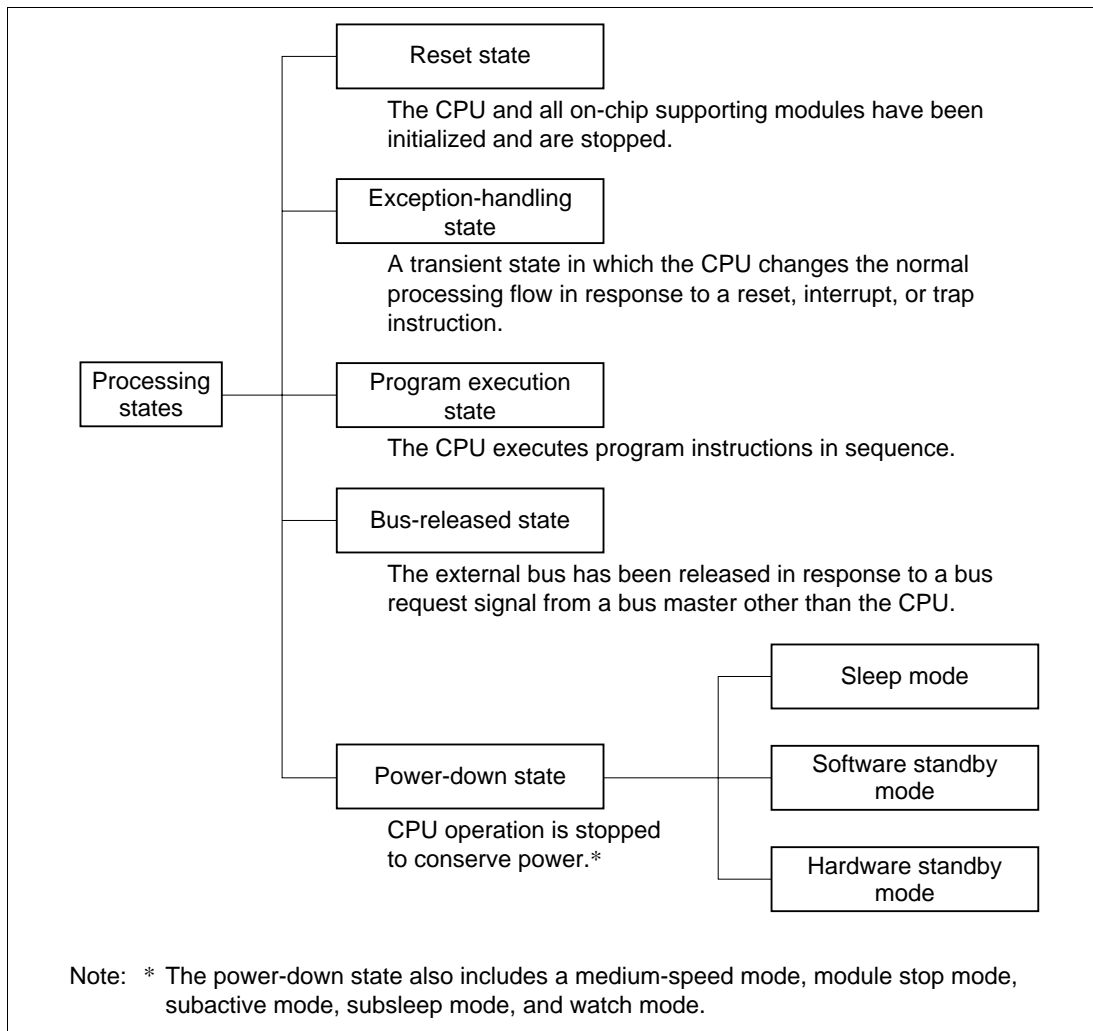 Reset state
The CPU and all on-chip supporting modules have been
initialized and are stopped.
Exception-handling
state
A transient state in which the CPU changes the normal
processing flow in response to a reset, interrupt, or trap
instruction.
Processing
states
Program execution
state
The CPU executes program instructions in sequence.
Bus-released state
The external bus has been released in response to a bus
request signal from a bus master other than the CPU.
Power-down state
CPU operation is stopped
to conserve power.*
Sleep mode
Software standby
mode
Hardware standby
mode
Note: * The power-down state also includes a medium-speed mode, module stop mode,
subactive mode, subsleep mode, and watch mode.